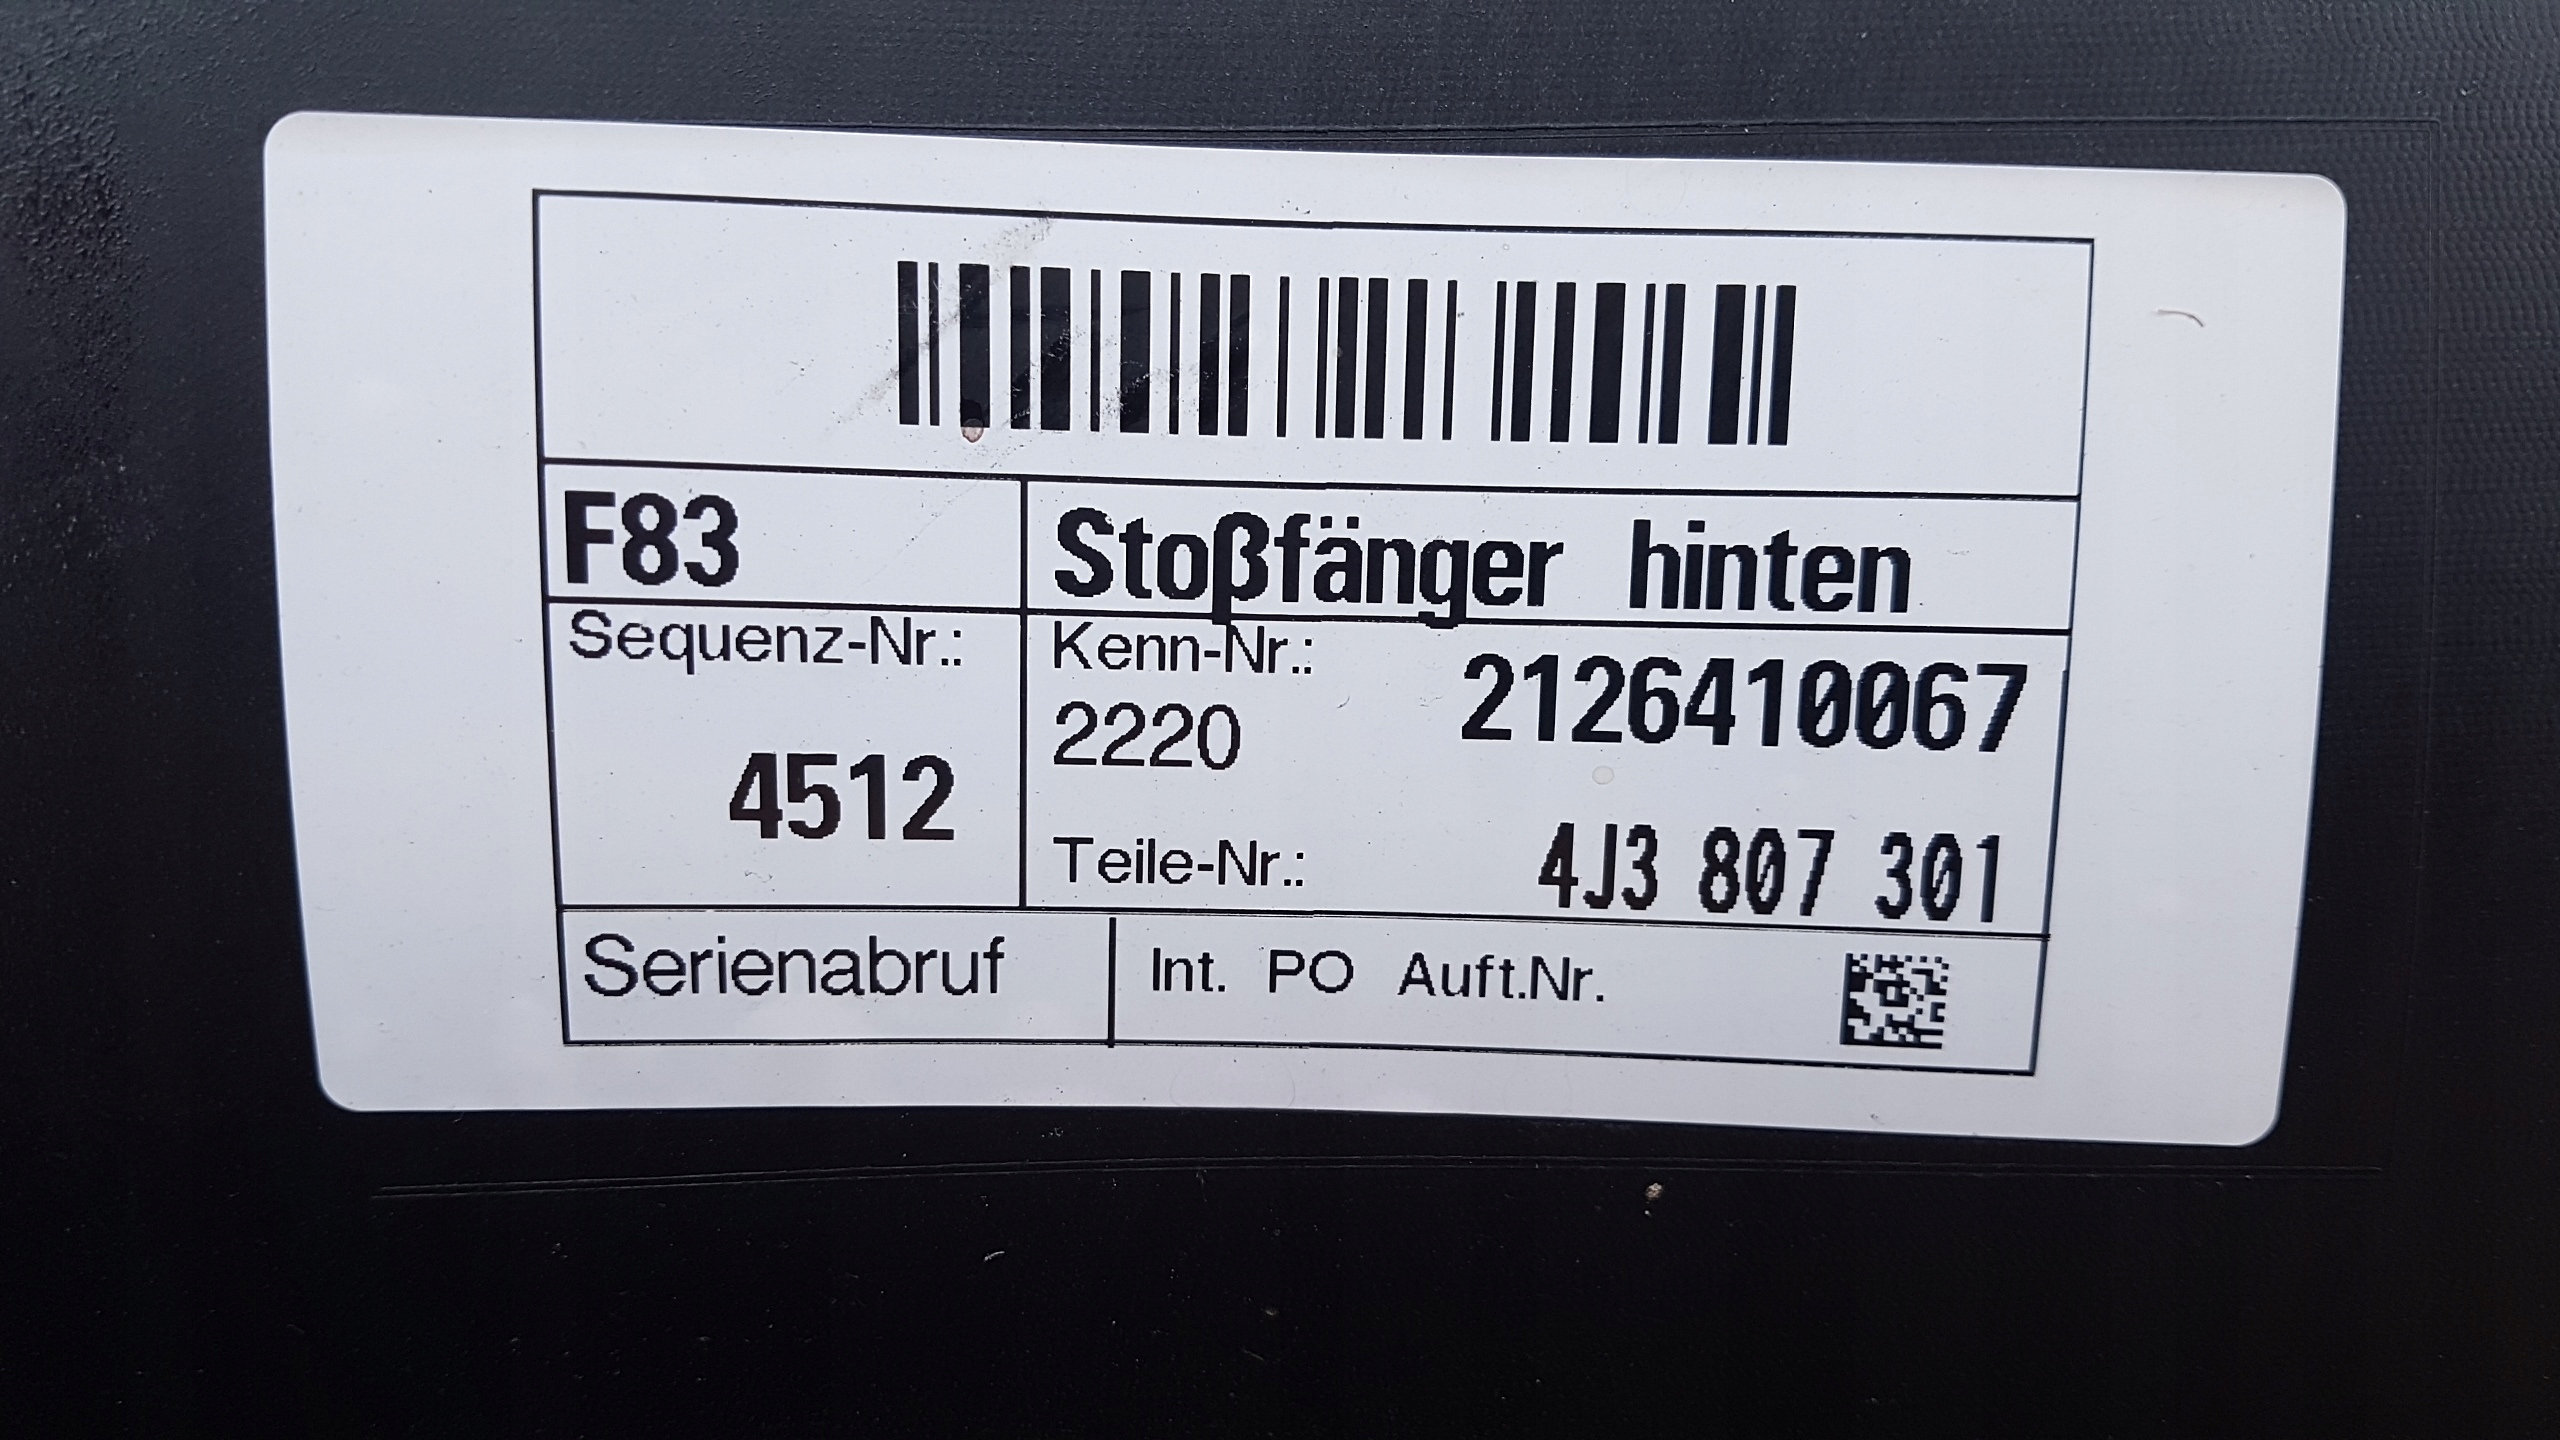 F83 Stoßfänger hinten
Sequenz-Nr.: Kenn-Nr.:
2220 2126410067
4512
Teile-Nr.: 4J3 807 301
Serienabruf Int. PO Auft.Nr.